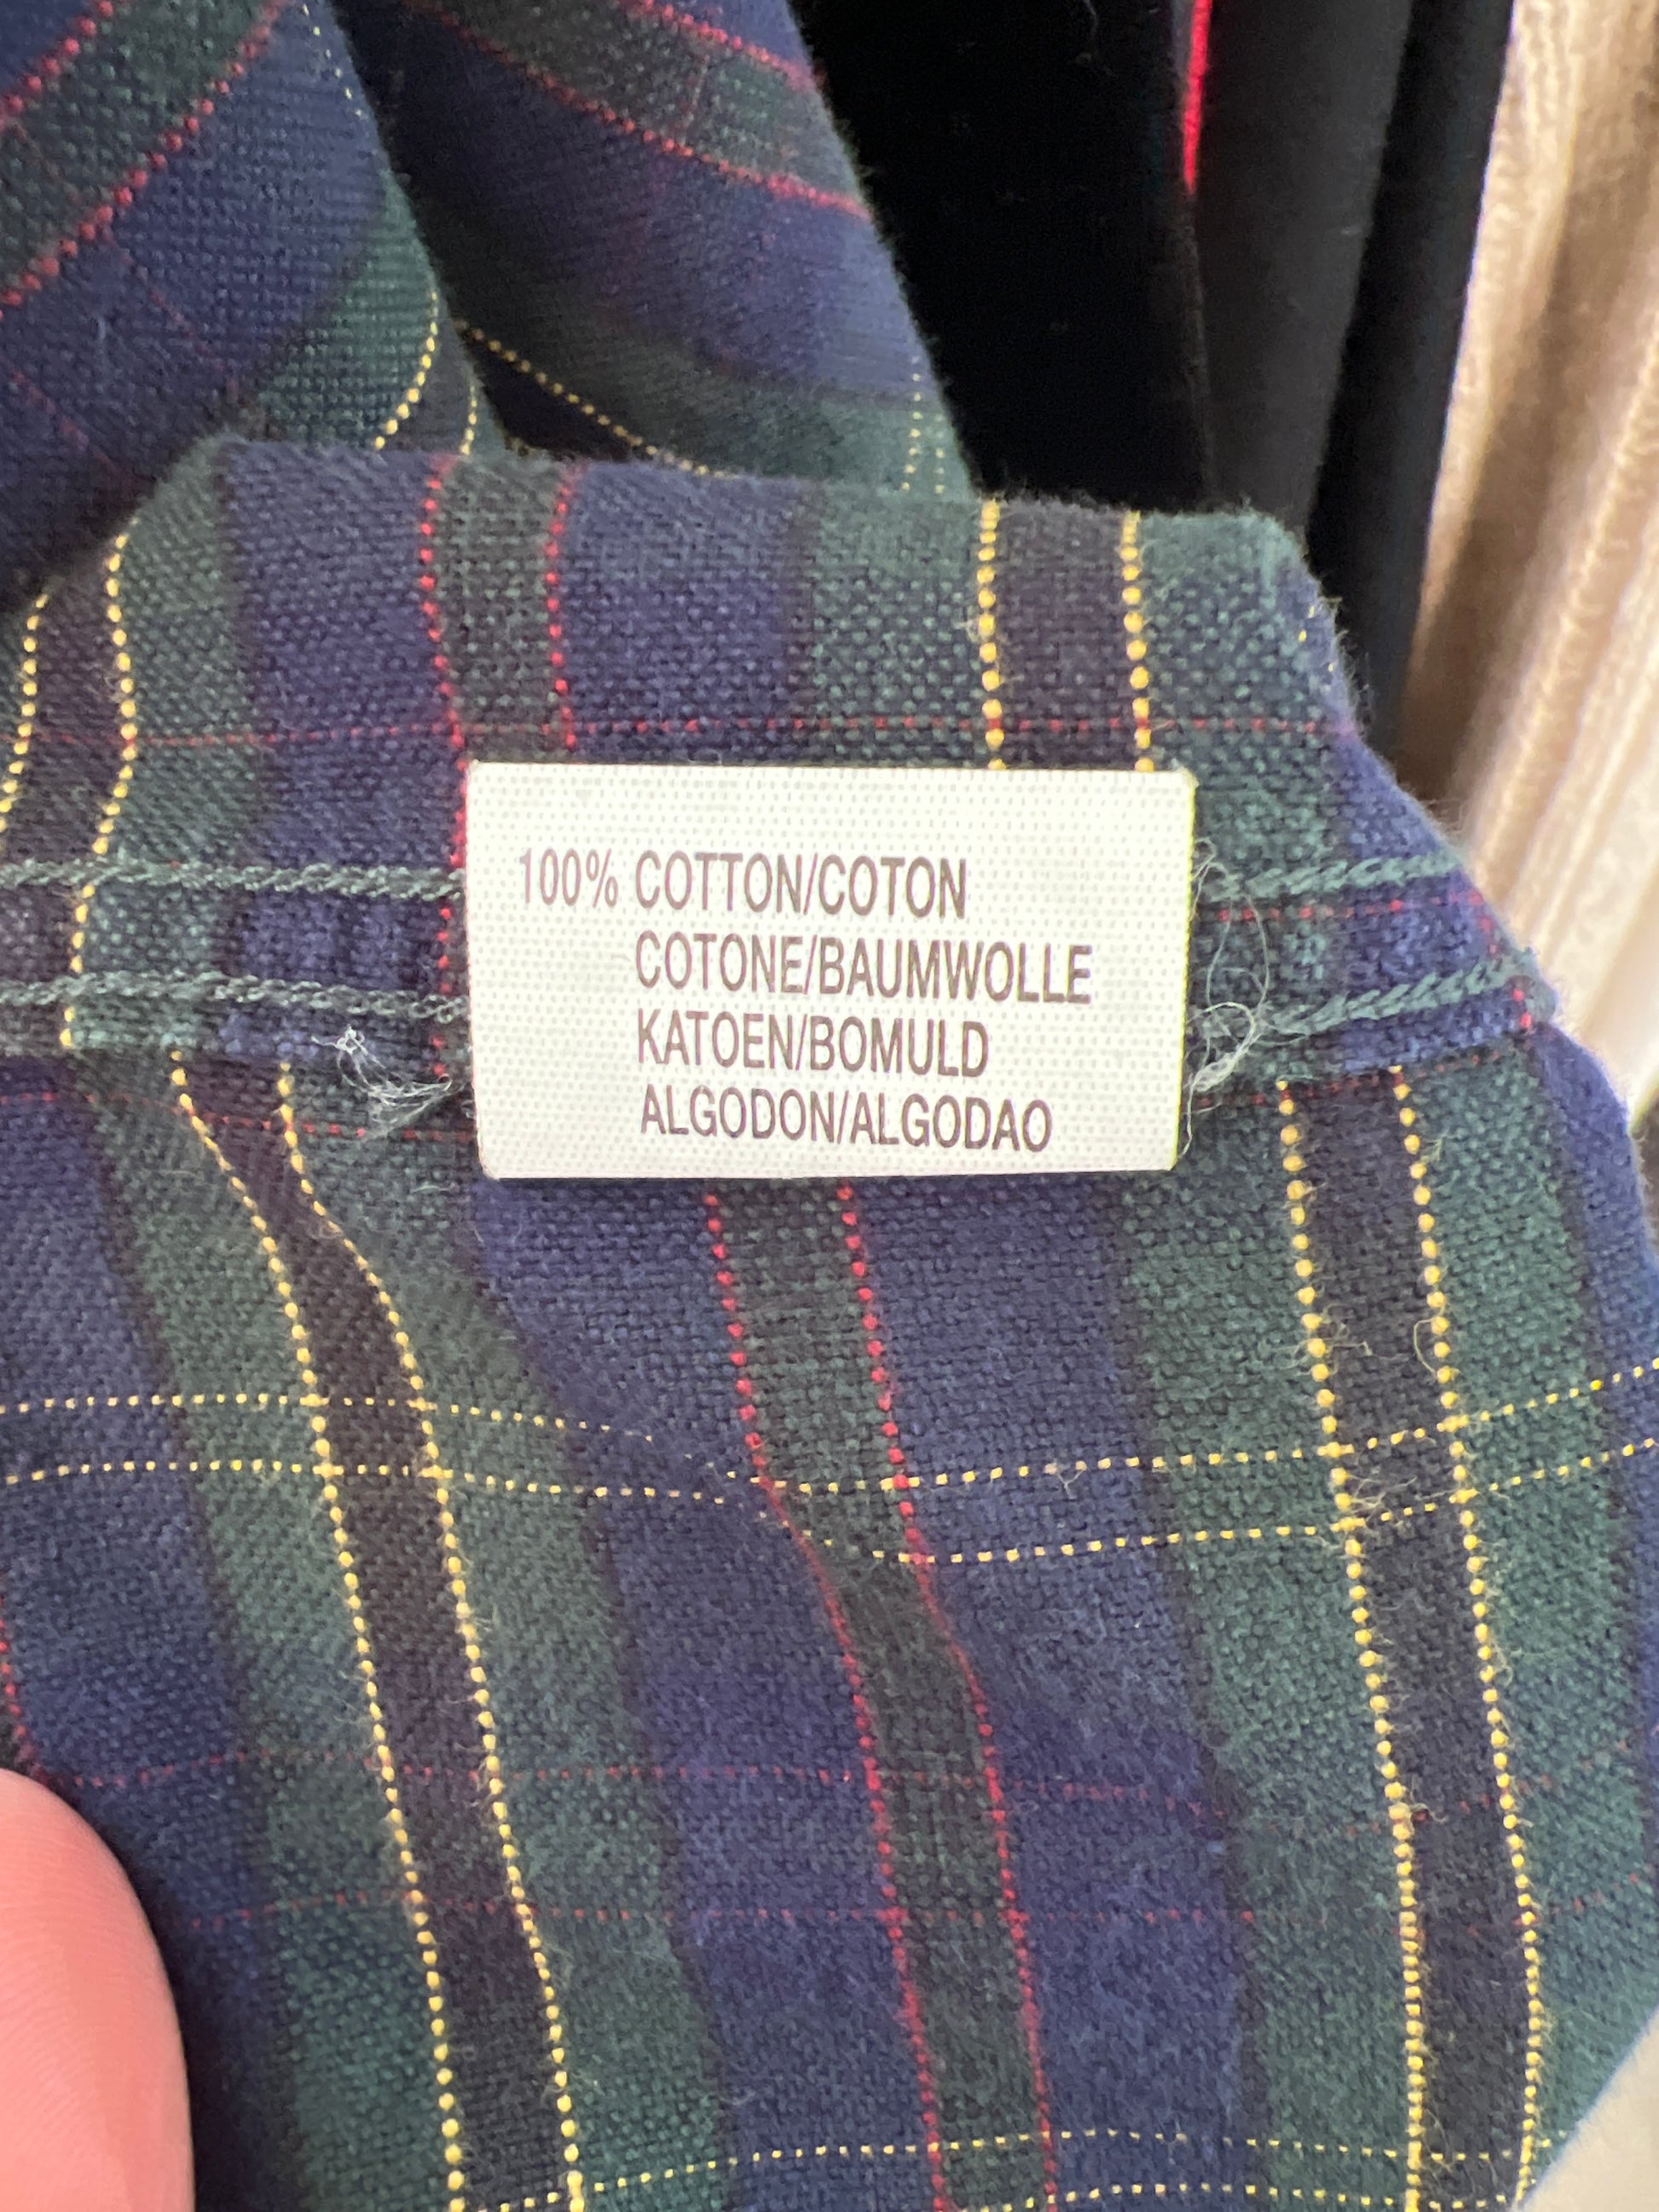 100% COTTON/COTON
COTONE/BAUMWOLLE
KATOEN/BOMULD
ALGODON/ALGODAO